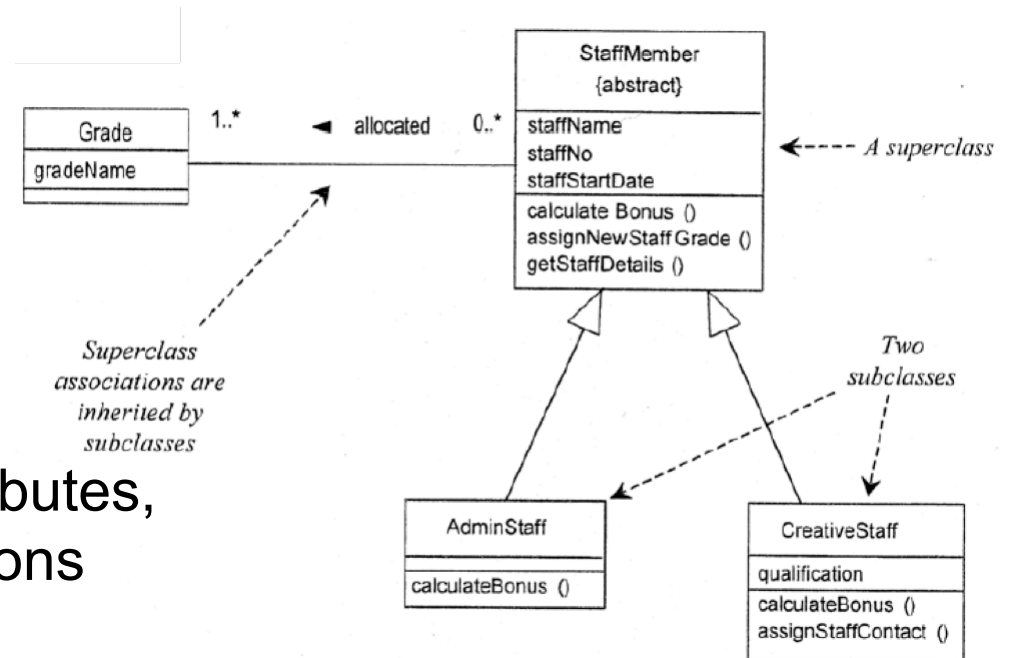 StaffMember
{abstract}
staffName
staffNo
staffStartDate
calculate Bonus ()
assignNewStaff Grade ()
getStaffDetails ()
Grade
gradeName
1..*
◄ allocated
0..*
A superclass
Superclass
associations are
inherited by
subclasses
Two
subclasses
butes,
ons
AdminStaff
calculateBonus ()
CreativeStaff
qualification
calculateBonus ()
assignStaffContact ()